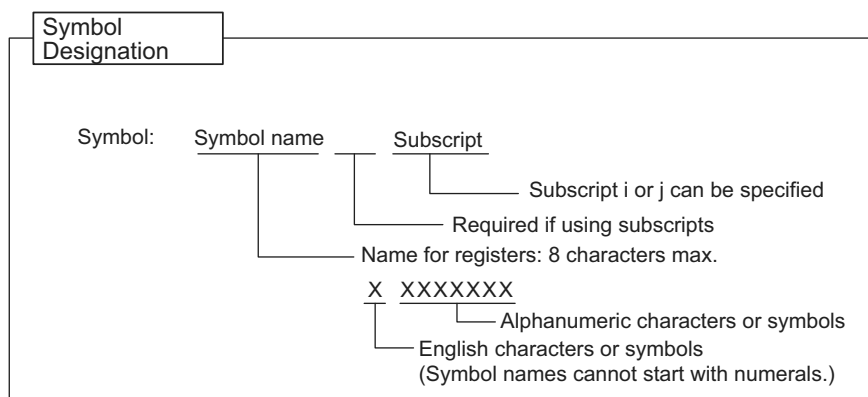 Symbol
Designation
Symbol: Symbol name Subscript
Subscript i or j can be specified
Required if using subscripts
Name for registers: 8 characters max.
X XXXXXXX
Alphanumeric characters or symbols
English characters or symbols
(Symbol names cannot start with numerals.)